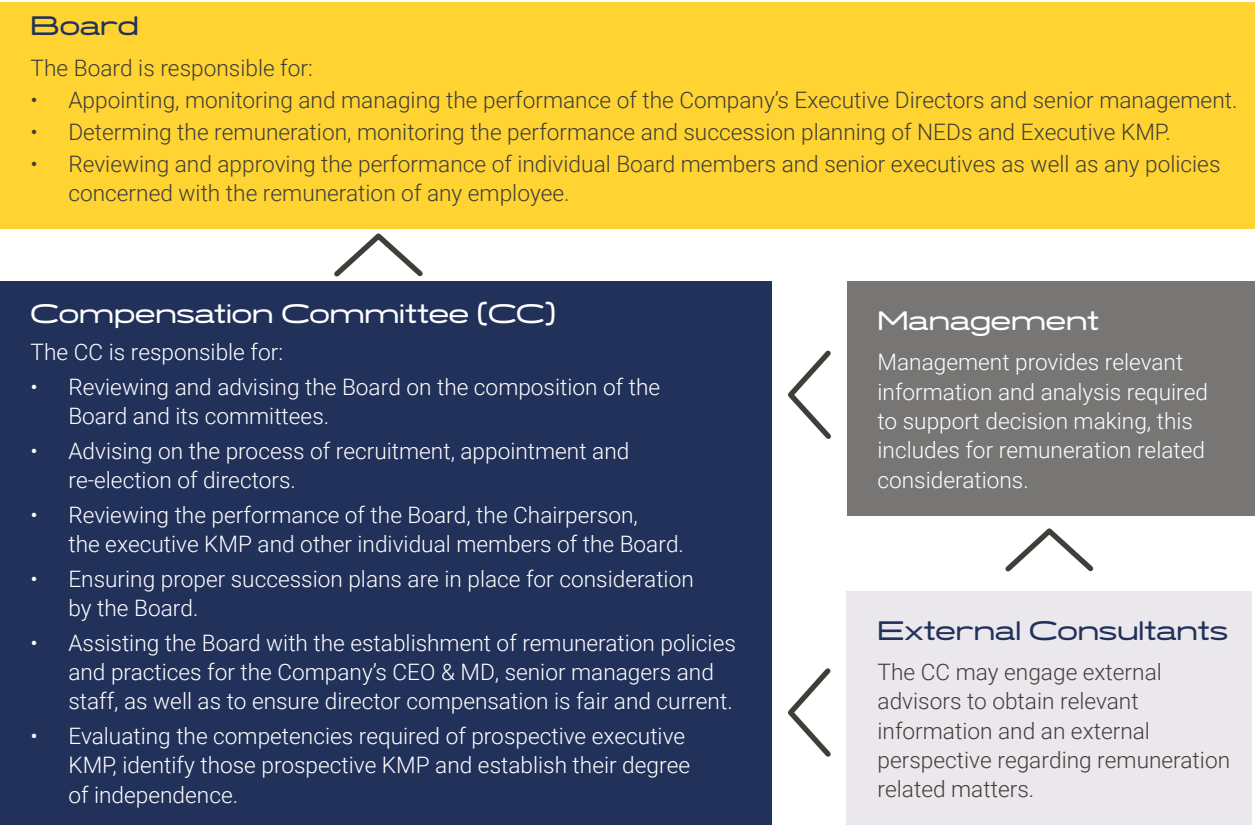 Board
The Board is responsible for:
• Appointing, monitoring and managing the performance of the Company's Executive Directors and senior management.
• Determing the remuneration, monitoring the performance and succession planning of NEDs and Executive KMP.
• Reviewing and approving the performance of individual Board members and senior executives as well as any policies
concerned with the remuneration of any employee.
Compensation Committee (CC)
The CC is responsible for:
• Reviewing and advising the Board on the composition of the
Board and its committees.
• Advising on the process of recruitment, appointment and
re-election of directors.
• Reviewing the performance of the Board, the Chairperson,
the executive KMP and other individual members of the Board.
• Ensuring proper succession plans are in place for consideration
by the Board.
• Assisting the Board with the establishment of remuneration policies
and practices for the Company's CEO & MD, senior managers and
staff, as well as to ensure director compensation is fair and current.
• Evaluating the competencies required of prospective executive
KMP, identify those prospective KMP and establish their degree
of independence.
Management
Management provides relevant
information and analysis required
to support decision making, this
includes for remuneration related
considerations.
External Consultants
The CC may engage external
advisors to obtain relevant
information and an external
perspective regarding remuneration
related matters.